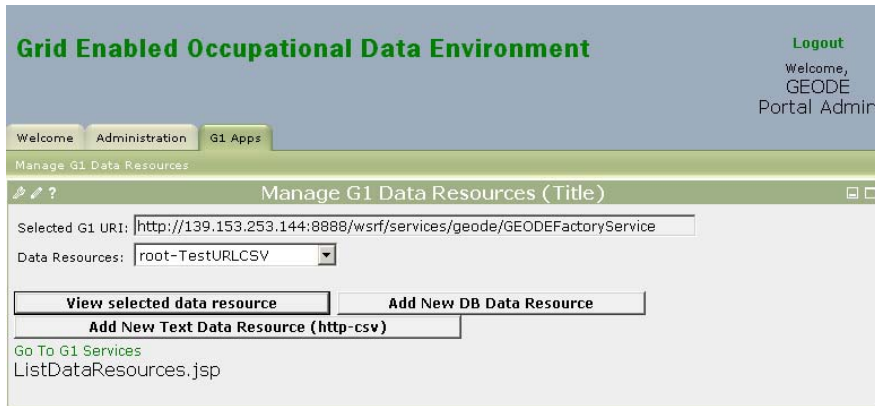 Grid Enabled Occupational Data Environment
Logout
Welcome,
GEODE
Portal Admin
Welcome Administration G1 Apps
Manage G1 Data Resources
? Manage G1 Data Resources (Title)
Selected G1 URI: http://139.153.253.144:8888/wsrf/services/geode/GEODEFactoryService
Data Resources: root-TestURLCSV
View selected data resource Add New DB Data Resource
Add New Text Data Resource (http-csv)
Go To G1 Services
ListDataResources.jsp